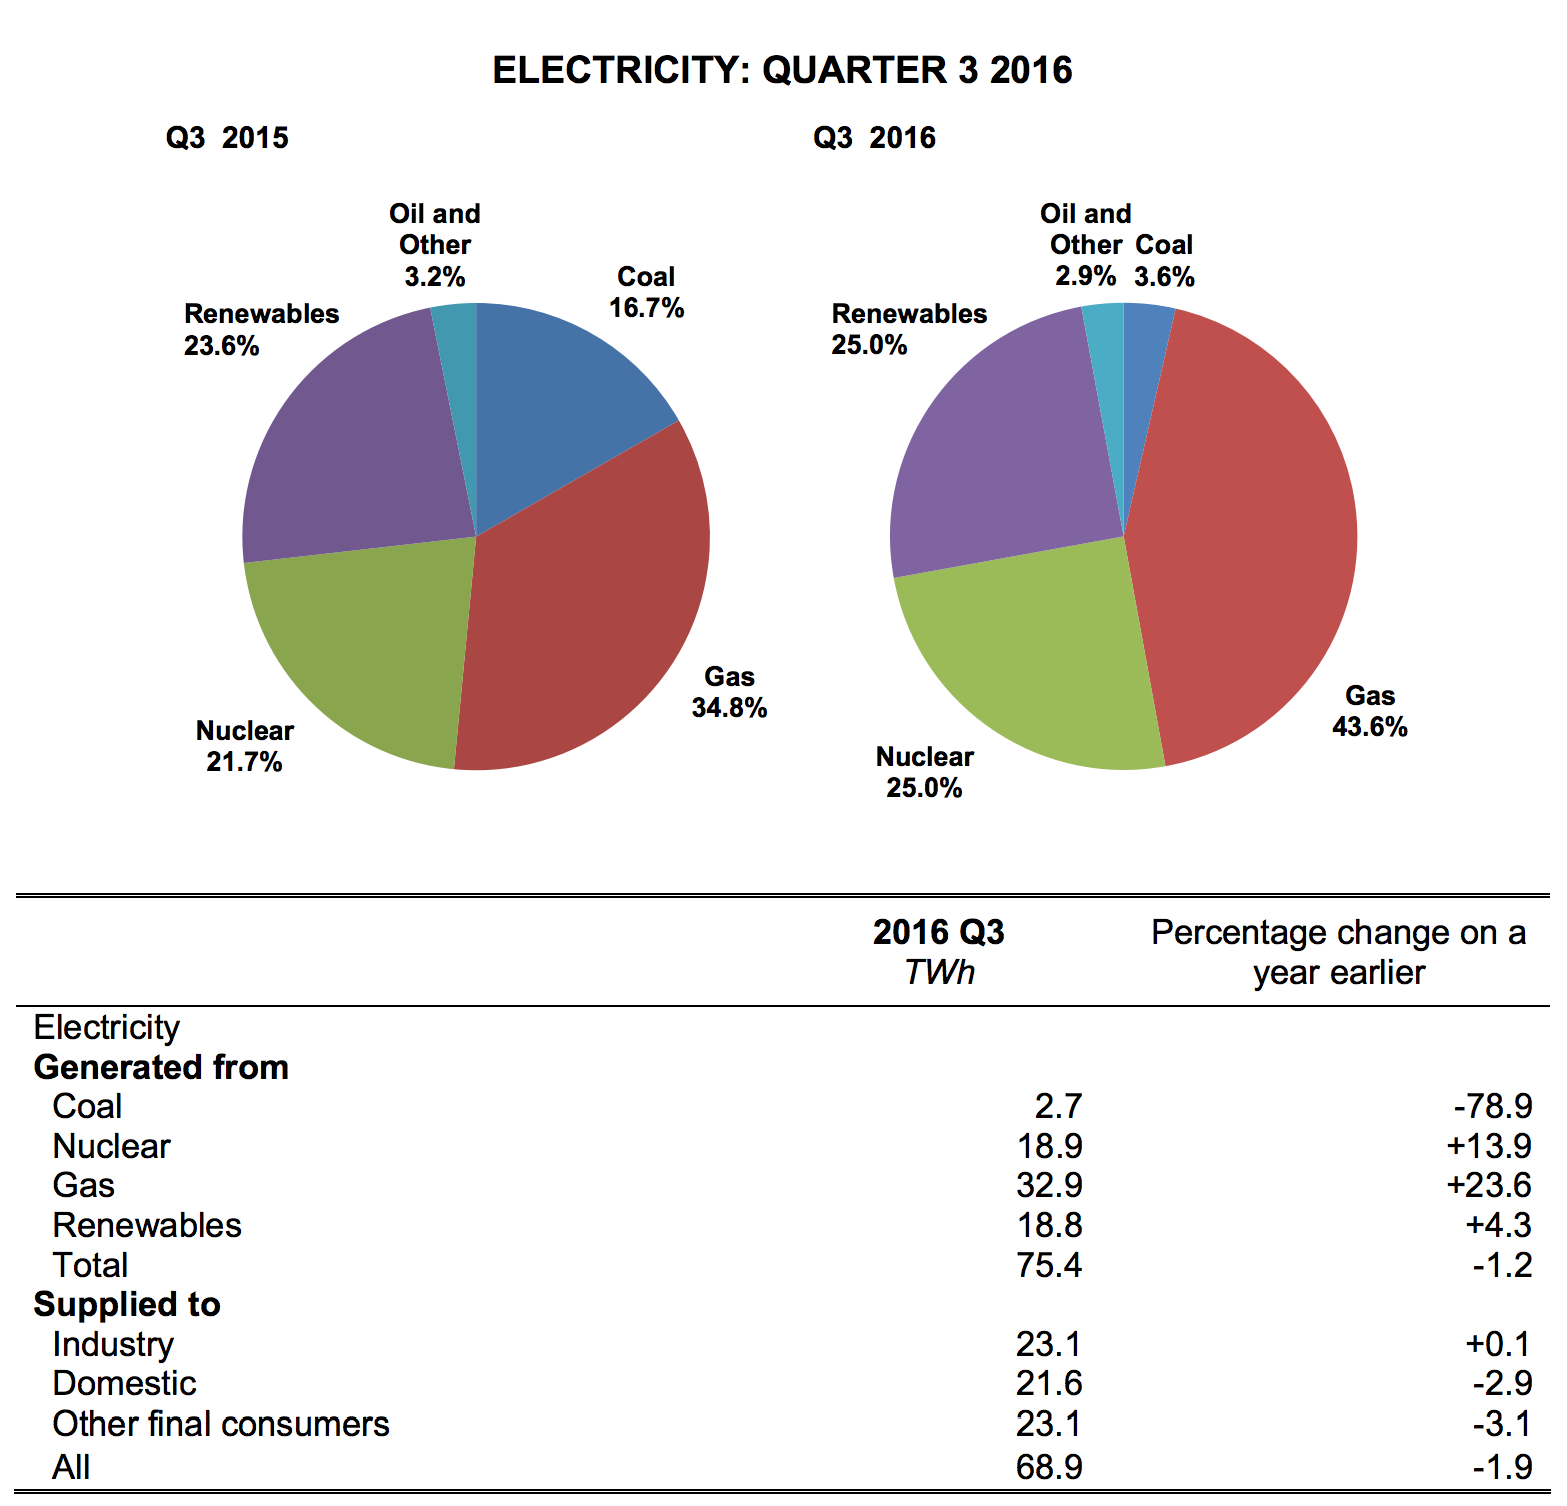 ELECTRICITY: QUARTER 3 2016
Q3 2015
Q3 2016
Oil and
Other
3.2%
Coal
16.7%
Renewables
23.6%
Gas
34.8%
Nuclear
21.7%
Oil and
Other
2.9%
Coal
3.6%
Renewables
25.0%
Gas
43.6%
Nuclear
25.0%
2016 Q3 Percentage change on a
TWh year earlier
Electricity
Generated from
Coal 2.7 -78.9
Nuclear 18.9 +13.9
Gas 32.9 +23.6
Renewables 18.8 +4.3
Total 75.4 -1.2
Supplied to
Industry 23.1 +0.1
Domestic 21.6 -2.9
Other final consumers 23.1 -3.1
All 68.9 -1.9